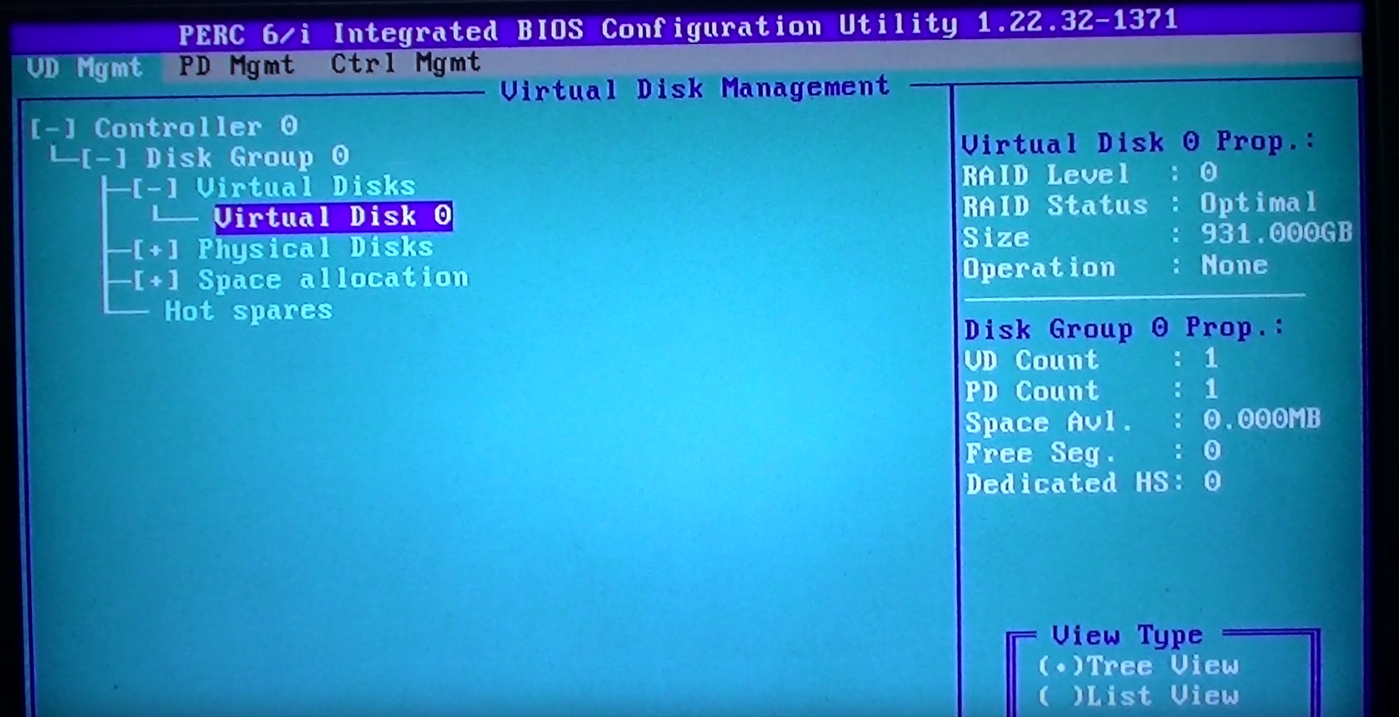 PERC 6/i Integrated BIOS Configuration Utility 1.22.32-1371
VD Mgmt PD Mgmt Ctrl Mgmt
Virtual Disk Management
[-] Controller 0
[-] Disk Group 0
[-] Virtual Disks
Virtual Disk 0
[+] Physical Disks
[+] Space allocation
Hot spares
Virtual Disk 0 Prop.:
RAID Level : 0
RAID Status : Optimal
Size : 931.000GB
Operation : None
Disk Group 0 Prop.:
VD Count : 1
PD Count : 1
Space Avl. : 0.000MB
Free Seg. : 0
Dedicated HS: 0
View Type
(•)Tree View
( )List View